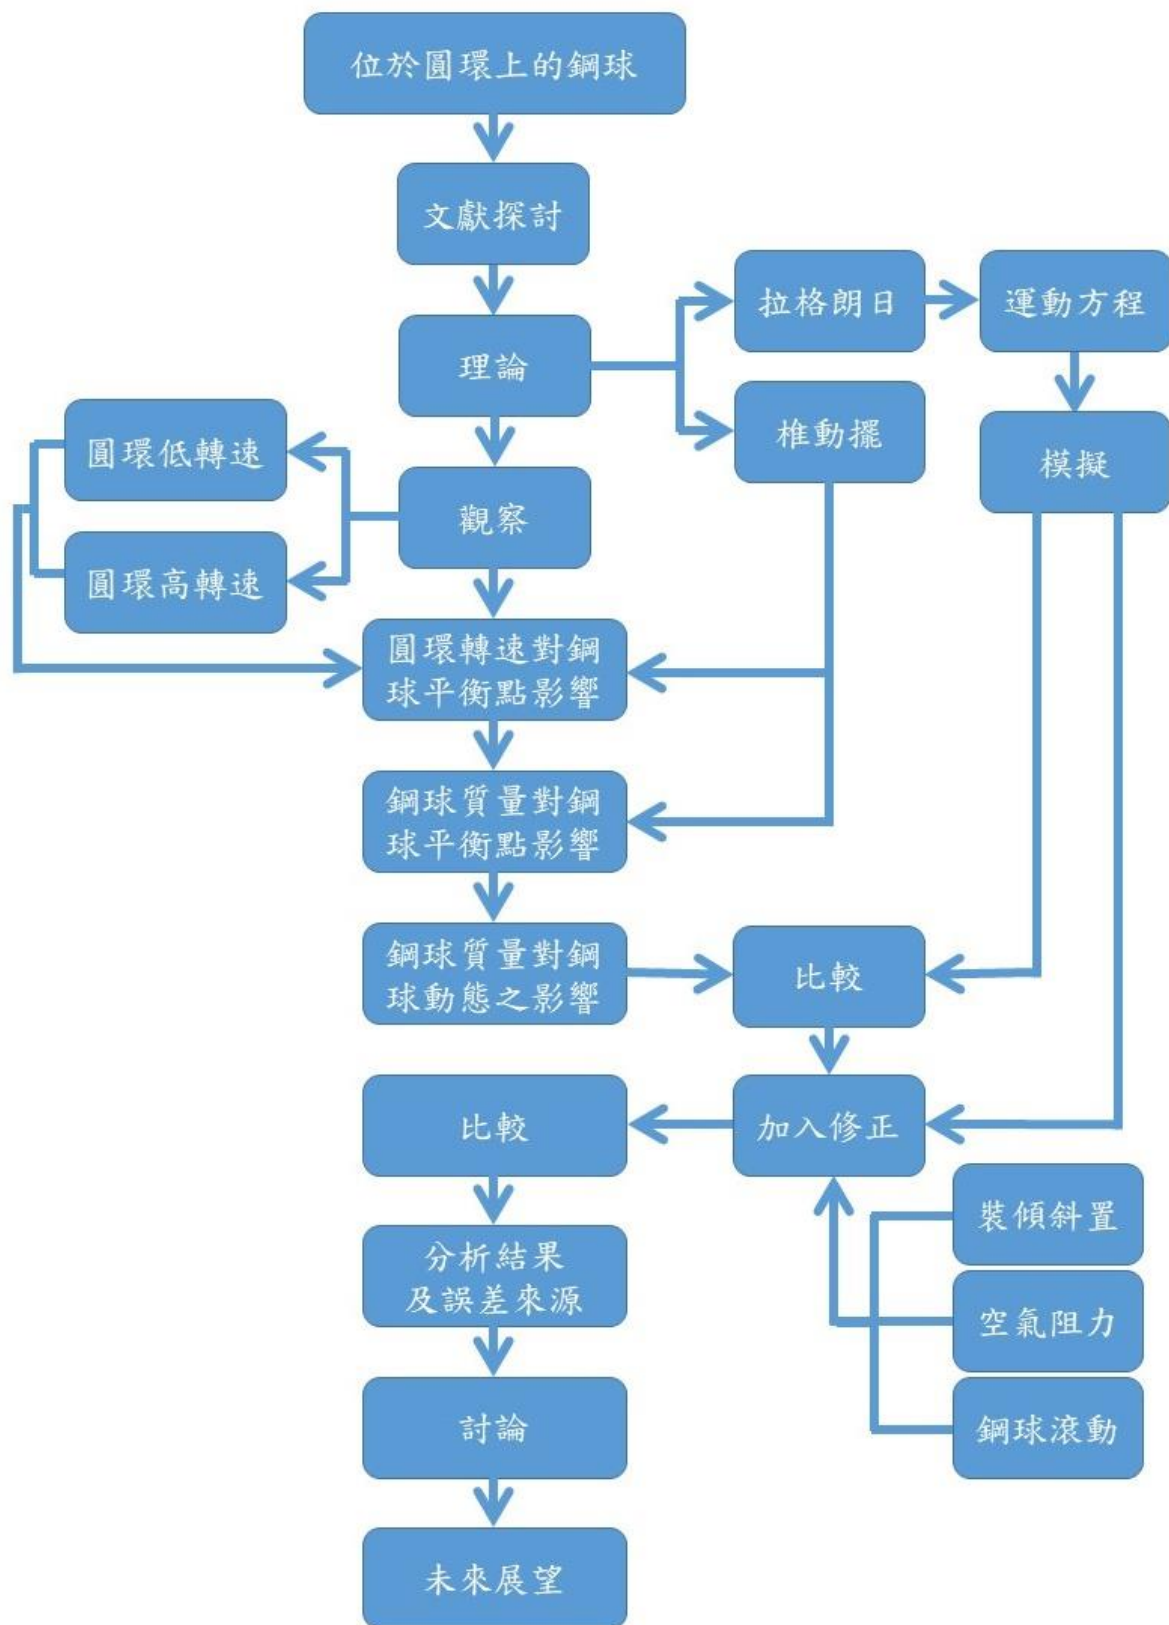 位於圓環上的鋼球
文獻探討
理論
拉格朗日
運動方程
椎動擺
模擬
圓環低轉速
觀察
圓環高轉速
圓環轉速對鋼
球平衡點影響
鋼球質量對鋼
球平衡點影響
鋼球質量對鋼
球動態之影響
比較
加入修正
比較
裝傾斜置
空氣阻力
鋼球滾動
分析結果
及誤差來源
討論
未來展望